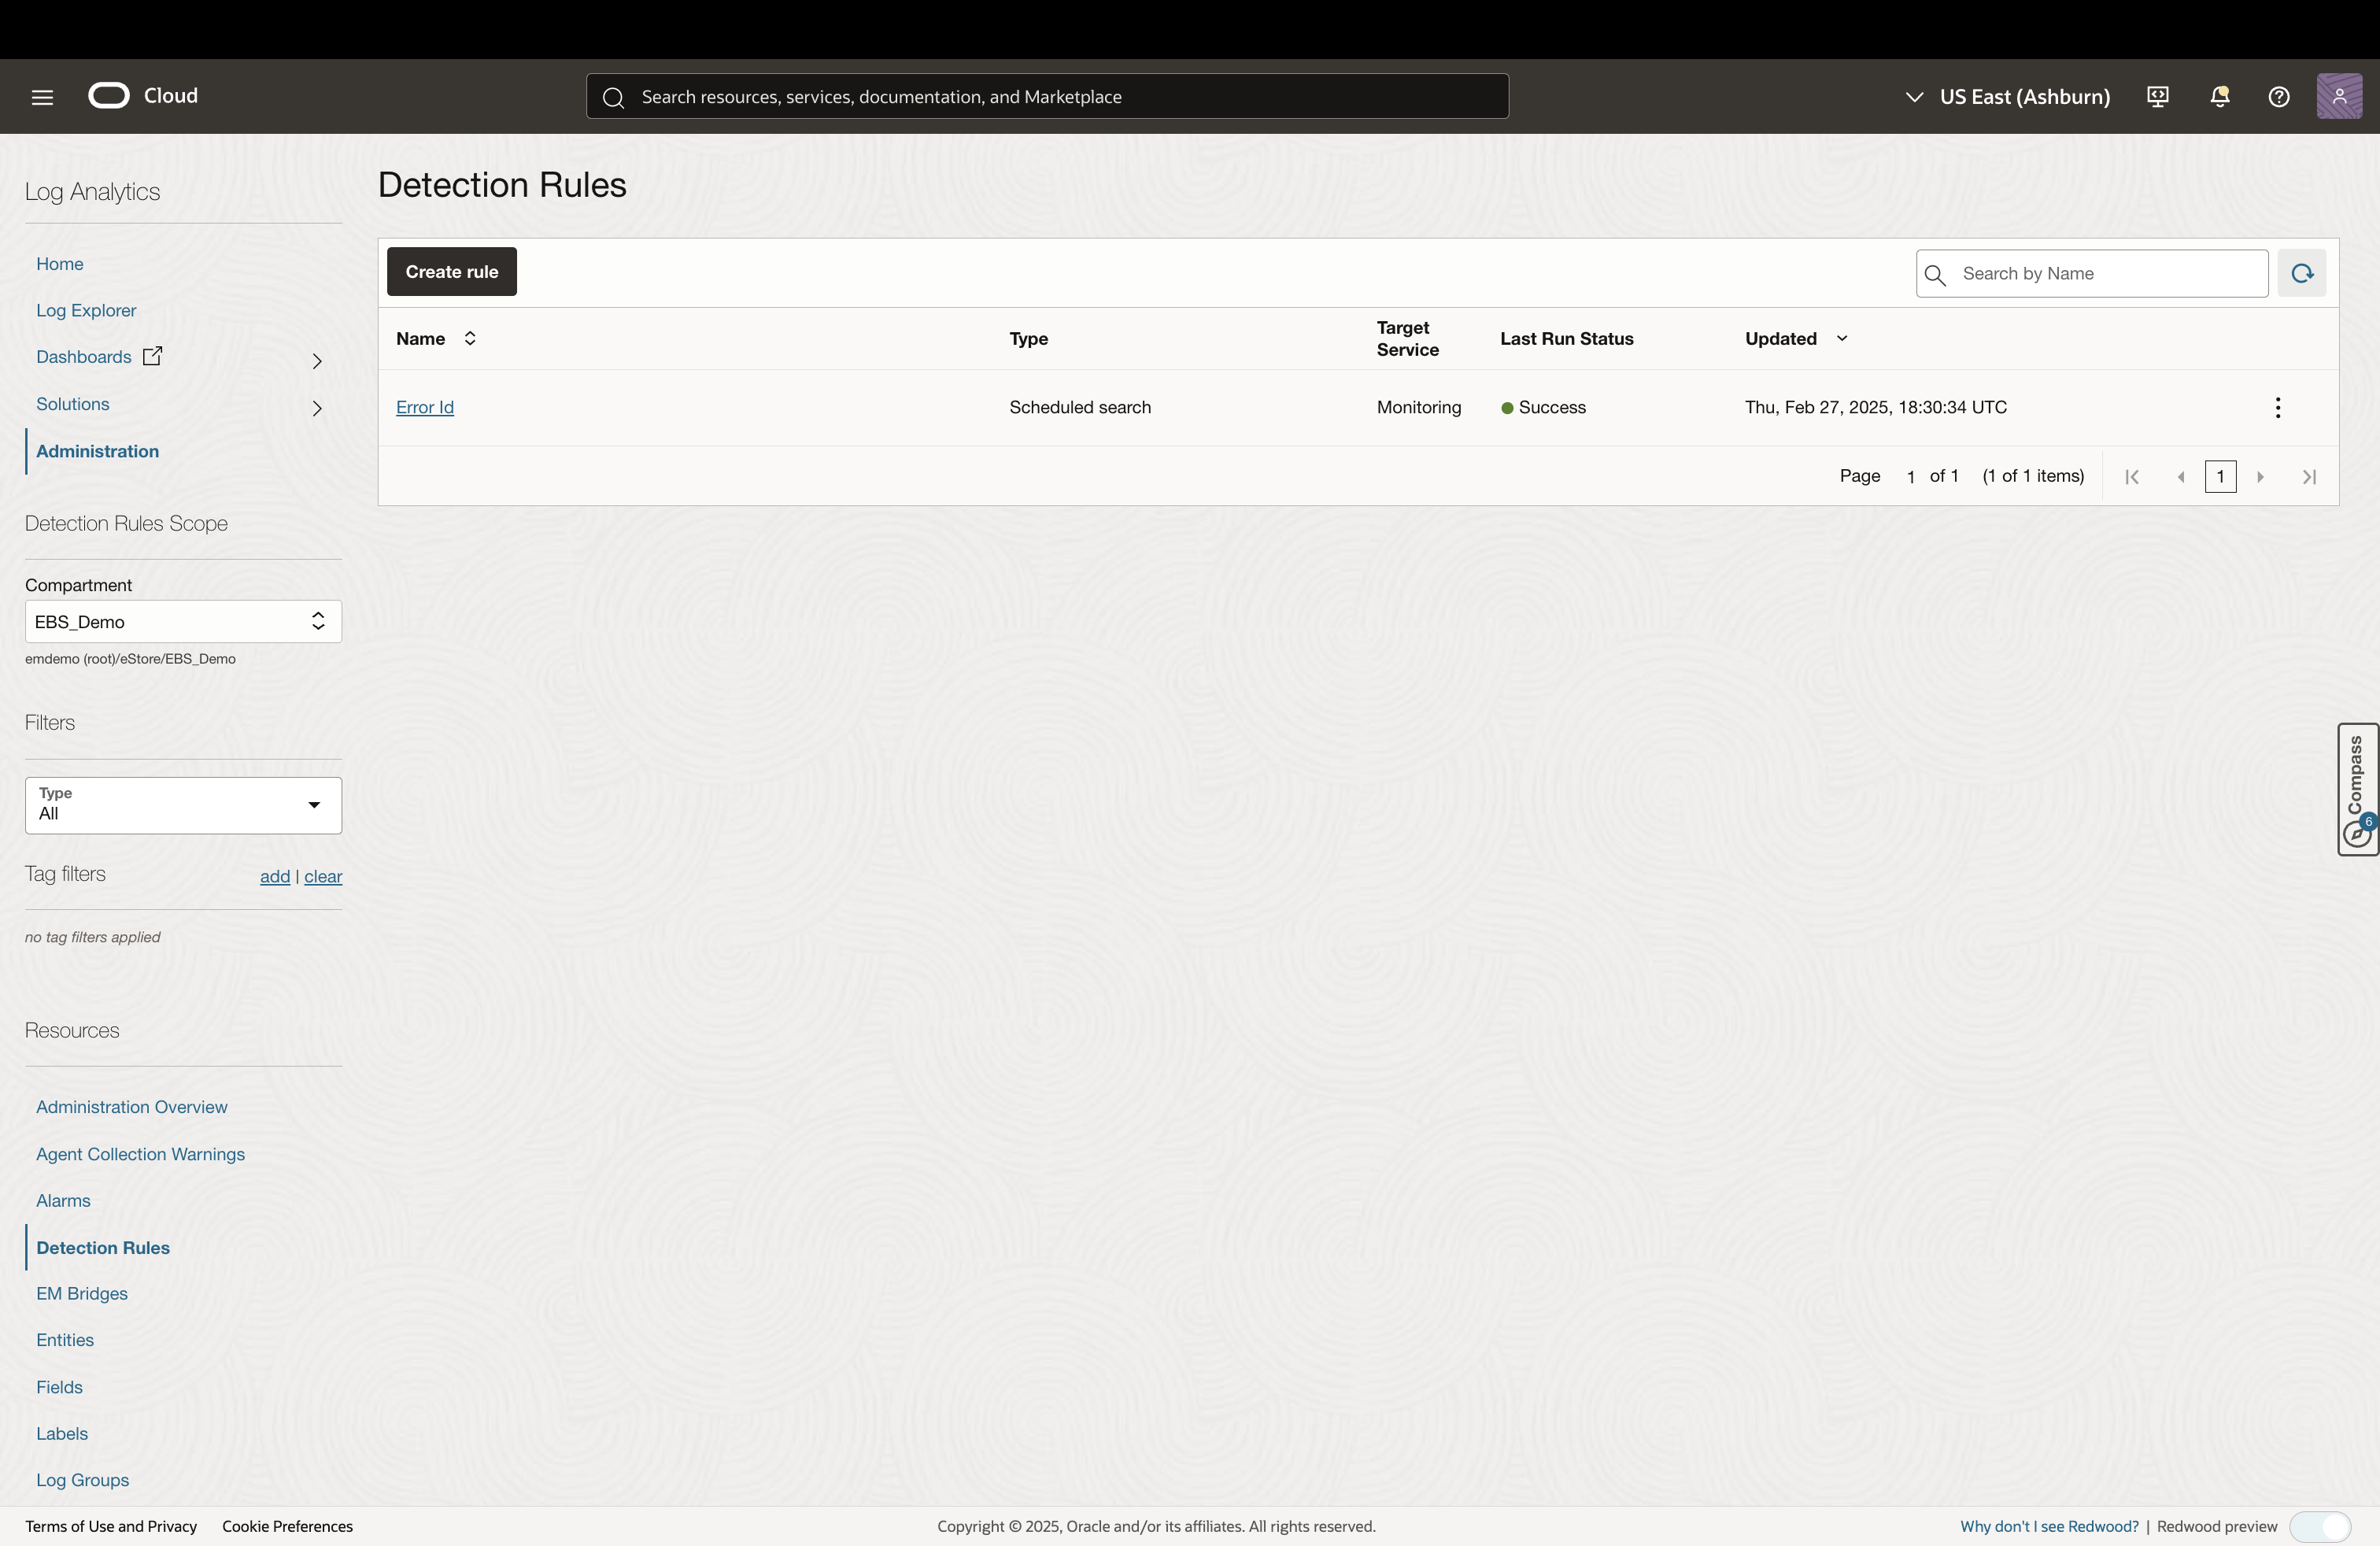 Cloud
Search resources, services, documentation, and Marketplace
US East (Ashburn)
Log Analytics
Home
Log Explorer
Dashboards
Solutions
Administration
Detection Rules Scope
Compartment
EBS_Demo
emdemo (root)/eStore/EBS_Demo
Filters
Type
All
Tag filters
add | clear
no tag filters applied
Resources
Administration Overview
Agent Collection Warnings
Alarms
Detection Rules
EM Bridges
Entities
Fields
Labels
Log Groups
Detection Rules
Create rule
Search by Name
Name Type Target Service Last Run Status Updated
Error Id Scheduled search Monitoring Success Thu, Feb 27, 2025, 18:30:34 UTC
Page 1 of 1 (1 of 1 items) 1
Compass
6
Terms of Use and Privacy Cookie Preferences Copyright © 2025, Oracle and/or its affiliates. All rights reserved. Why don't I see Redwood? | Redwood preview